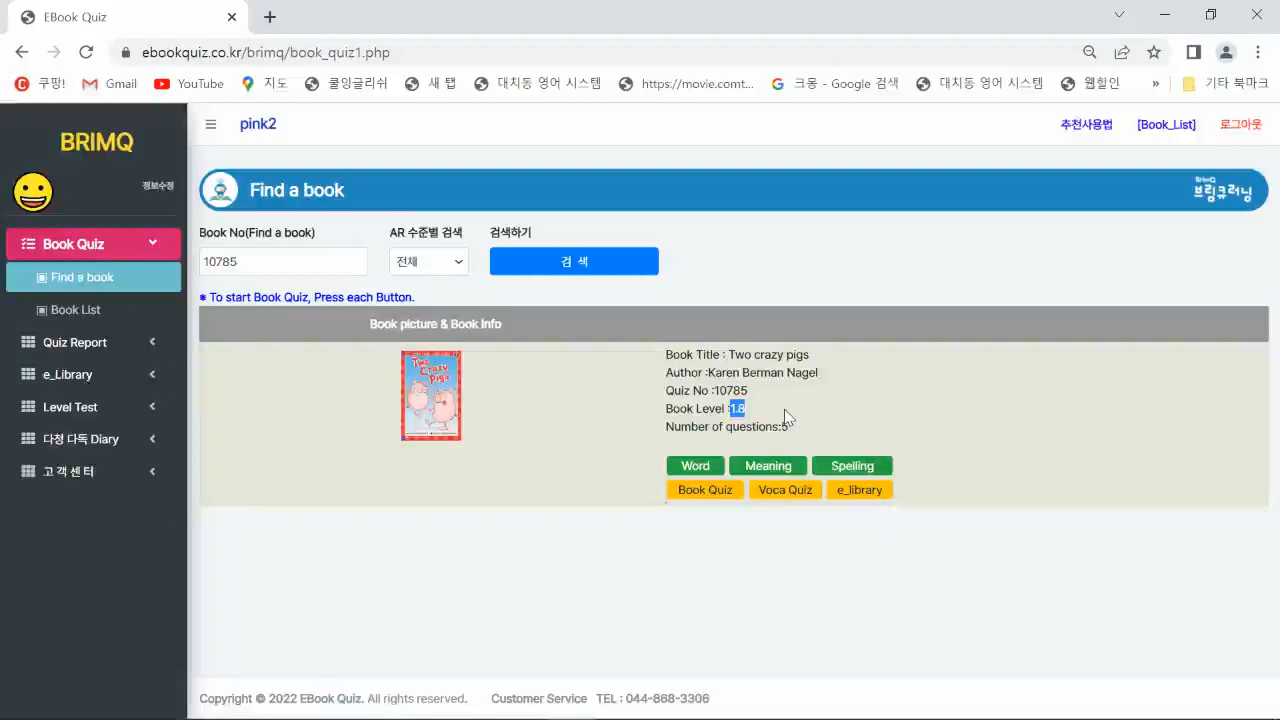 EBook Quiz
ebookquiz.co.kr/brimq/book_quiz1.php
쿠팡! Gmail YouTube 지도 쿨잉글리쉬 새 탭 대치동 영어 시스템 https://movie.comt... 크롱 - Google 검색 대치동 영어 시스템 웹할인 » 기타 북마크
BRIMQ
정보수정
Book Quiz
Find a book
Book List
Quiz Report
e_Library
Level Test
다청 다독 Diary
고 객 센 터
pink2 추천사용법 [Book_List] 로그아웃
Find a book BrimQ 브림큐러닝
Book No(Find a book) AR 수준별 검색 검색하기
10785 전체 검 색
※ To start Book Quiz, Press each Button.
Book picture & Book Info
Two Crazy Pigs
Book Title : Two crazy pigs
Author :Karen Berman Nagel
Quiz No :10785
Book Level :1.8
Number of questions:5
Word Meaning Spelling
Book Quiz Voca Quiz e_library
Copyright © 2022 EBook Quiz. All rights reserved. Customer Service TEL : 044-868-3306